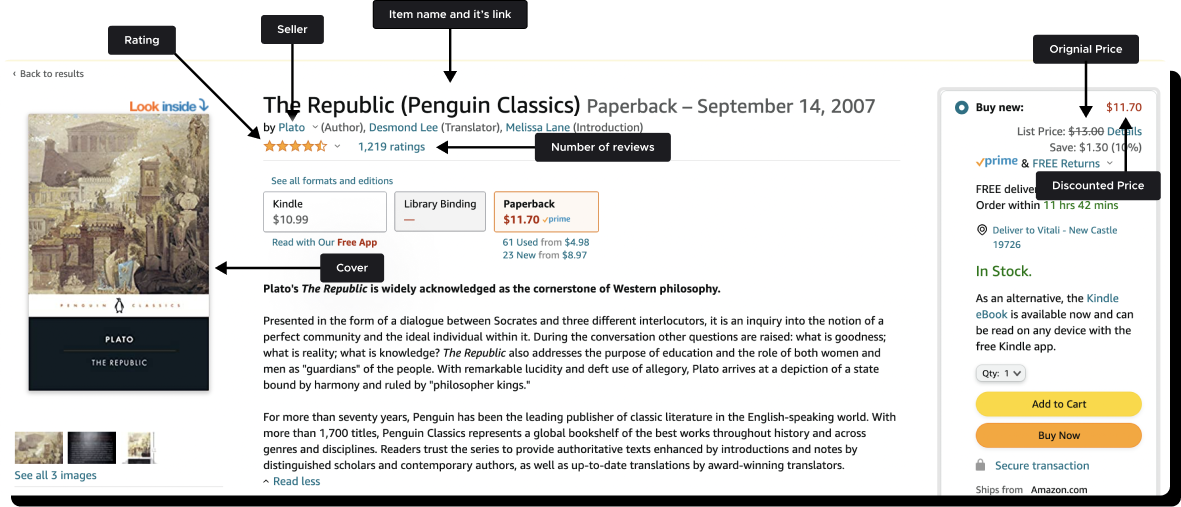 Item name and it's link
Seller
Rating
Orignial Price
‹ Back to results
Look inside
The Republic (Penguin Classics) Paperback – September 14, 2007
by Plato (Author), Desmond Lee (Translator), Melissa Lane (Introduction)
1,219 ratings
Number of reviews
See all formats and editions
Kindle
$10.99
Library Binding
—
Paperback
$11.70 prime
Read with Our Free App
61 Used from $4.98
23 New from $8.97
Cover
PENGUIN CLASSICS
PLATO
THE REPUBLIC
See all 3 images
Plato's The Republic is widely acknowledged as the cornerstone of Western philosophy.
Presented in the form of a dialogue between Socrates and three different interlocutors, it is an inquiry into the notion of a
perfect community and the ideal individual within it. During the conversation other questions are raised: what is goodness;
what is reality; what is knowledge? The Republic also addresses the purpose of education and the role of both women and
men as "guardians" of the people. With remarkable lucidity and deft use of allegory, Plato arrives at a depiction of a state
bound by harmony and ruled by "philosopher kings."
For more than seventy years, Penguin has been the leading publisher of classic literature in the English-speaking world. With
more than 1,700 titles, Penguin Classics represents a global bookshelf of the best works throughout history and across
genres and disciplines. Readers trust the series to provide authoritative texts enhanced by introductions and notes by
distinguished scholars and contemporary authors, as well as up-to-date translations by award-winning translators.
Read less
Buy new: $11.70
List Price: $13.00 Details
Save: $1.30 (10%)
prime & FREE Returns
Discounted Price
FREE
Order within 11 hrs 42 mins
Deliver to Vitali - New Castle
19726
In Stock.
As an alternative, the Kindle
eBook is available now and can
be read on any device with the
free Kindle app.
Qty: 1
Add to Cart
Buy Now
Secure transaction
Ships from Amazon.com